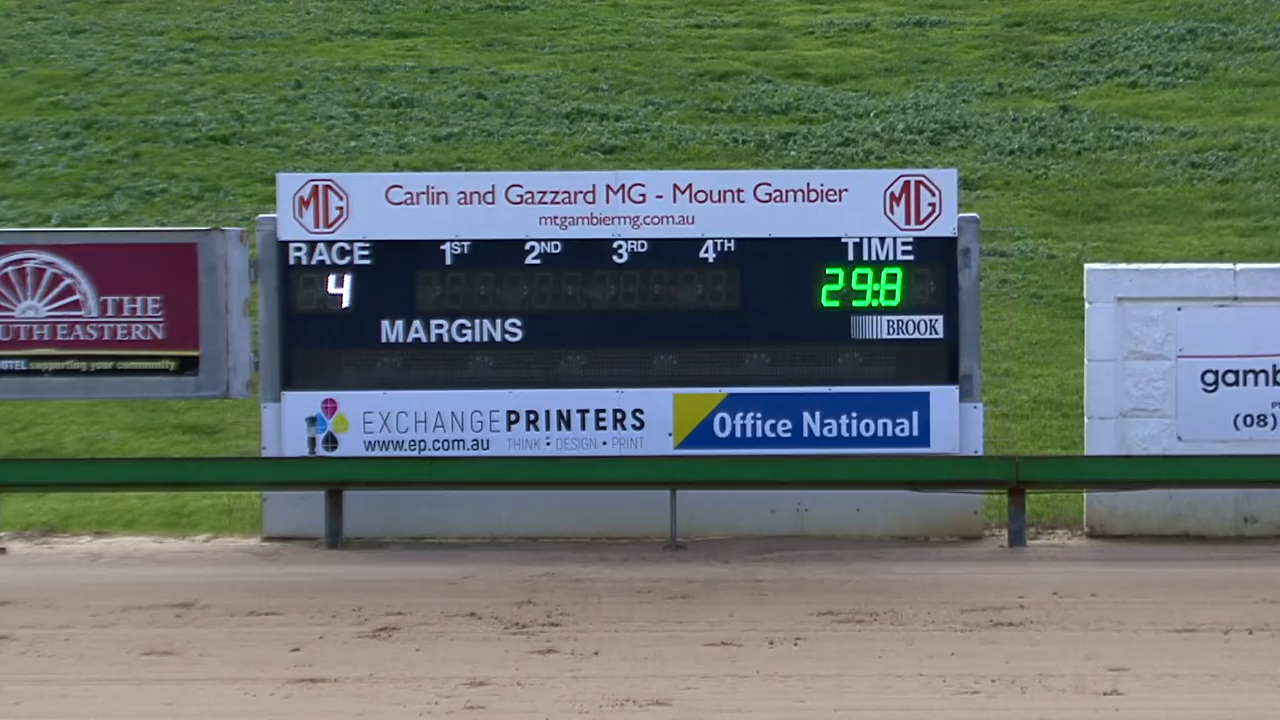 MG Carlin and Gazzard MG - Mount Gambier MG
mtgambiermg.com.au
RACE 1ST 2ND 3RD 4TH TIME
4 29:8
MARGINS BROOK
EXCHANGEPRINTERS
www.ep.com.au THINK : DESIGN • PRINT
Office National
THE
UTH EASTERN
OTEL supporting your community
gamb
(08)